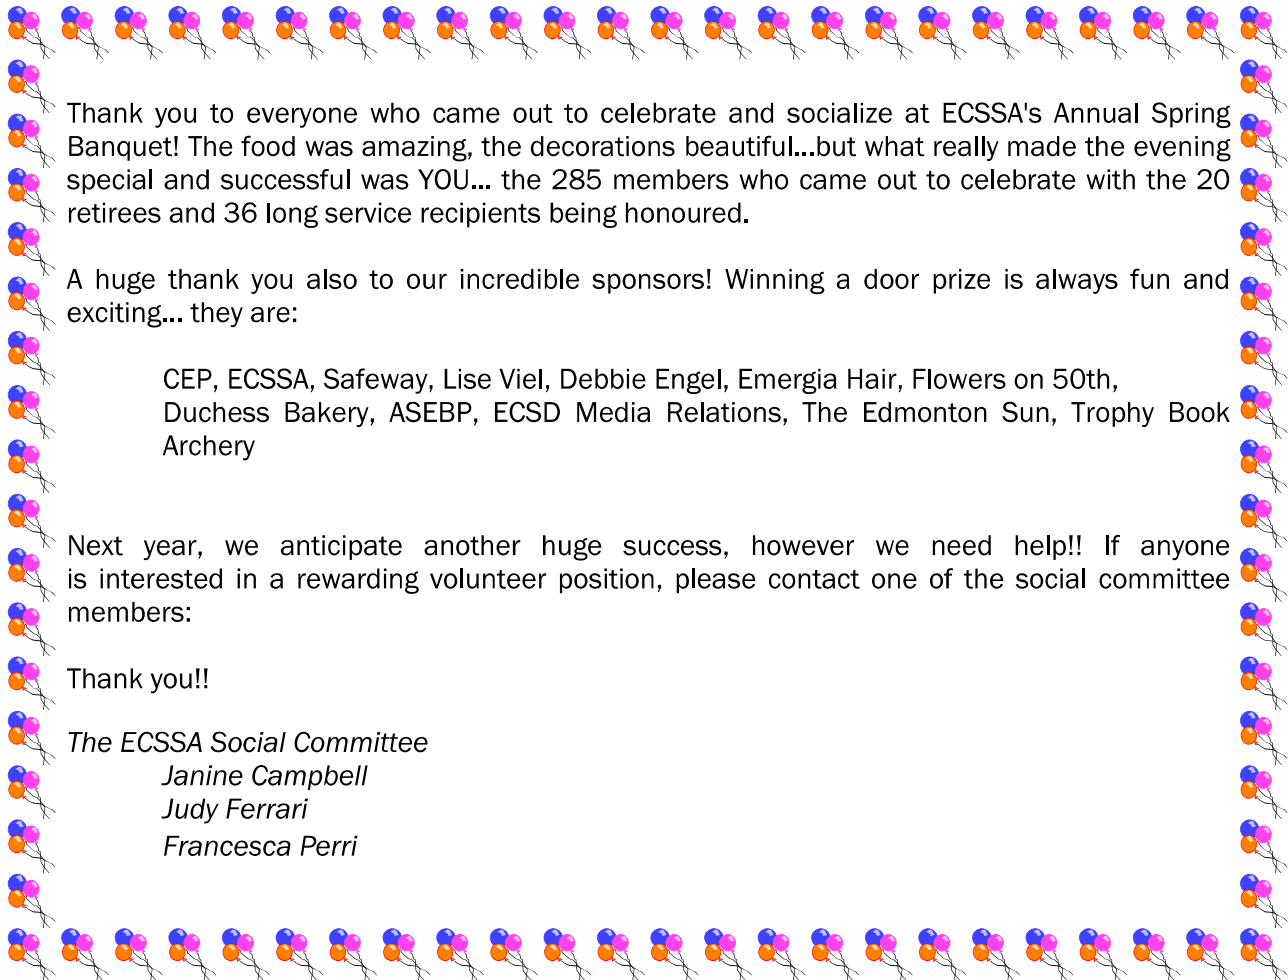 Thank you to everyone who came out to celebrate and socialize at ECSSA's Annual Spring
Banquet! The food was amazing, the decorations beautiful...but what really made the evening
special and successful was YOU... the 285 members who came out to celebrate with the 20
retirees and 36 long service recipients being honoured.
A huge thank you also to our incredible sponsors! Winning a door prize is always fun and
exciting... they are:
CEP, ECSSA, Safeway, Lise Viel, Debbie Engel, Emergia Hair, Flowers on 50th,
Duchess Bakery, ASEBP, ECSD Media Relations, The Edmonton Sun, Trophy Book
Archery
Next year, we anticipate another huge success, however we need help!! If anyone
is interested in a rewarding volunteer position, please contact one of the social committee
members:
Thank you!!
The ECSSA Social Committee
Janine Campbell
Judy Ferrari
Francesca Perri